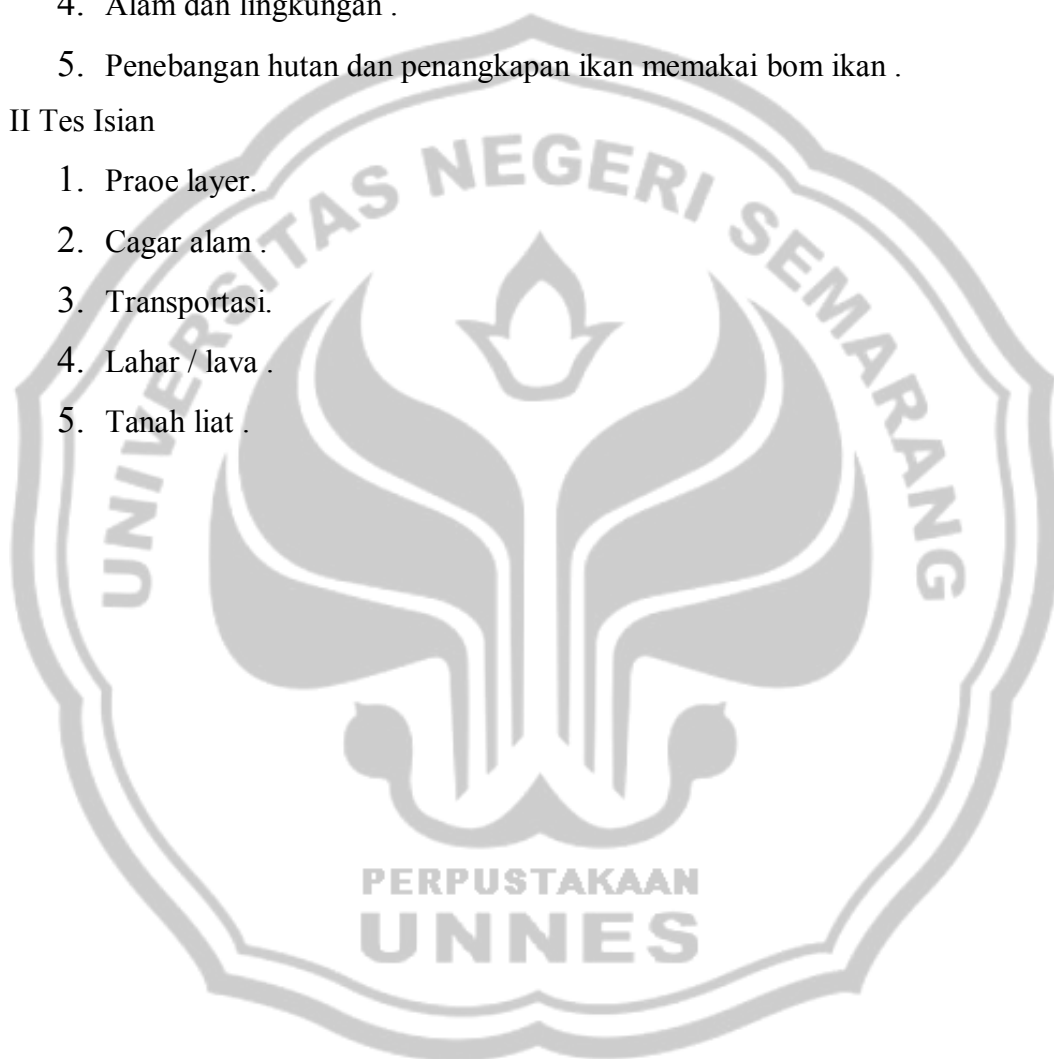 4. Alam dan lingkungan .
5. Penebangan hutan dan penangkapan ikan memakai bom ikan .
II Tes Isian
1. Praoe layer.
2. Cagar alam .
3. Transportasi.
4. Lahar / lava .
5. Tanah liat .
UNIVERSITAS NEGERI SEMARANG
PERPUSTAKAAN
UNNES